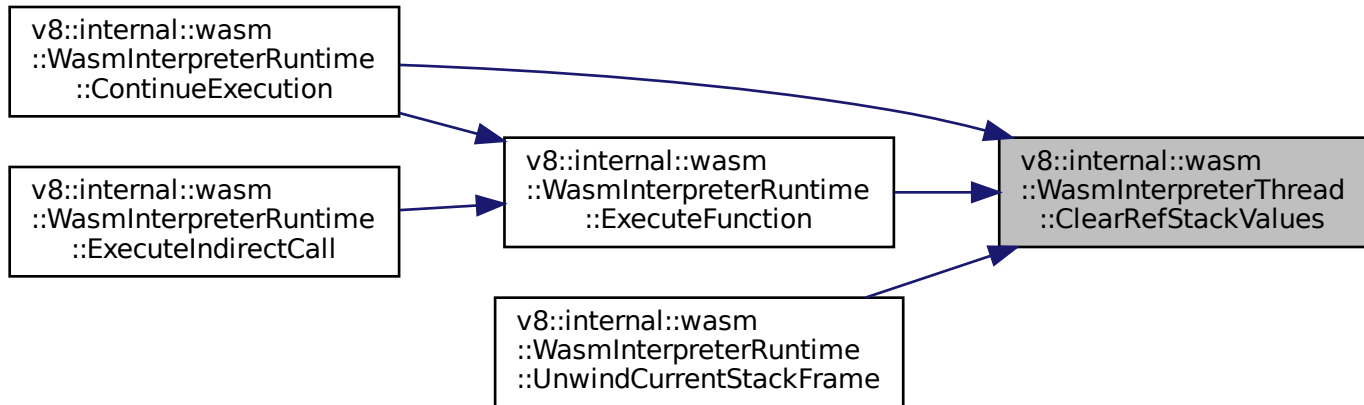 v8::internal::wasm
::WasmInterpreterRuntime
::ContinueExecution
v8::internal::wasm
::WasmInterpreterRuntime
::ExecuteIndirectCall
v8::internal::wasm
::WasmInterpreterRuntime
::ExecuteFunction
v8::internal::wasm
::WasmInterpreterRuntime
::UnwindCurrentStackFrame
v8::internal::wasm
::WasmInterpreterThread
::ClearRefStackValues